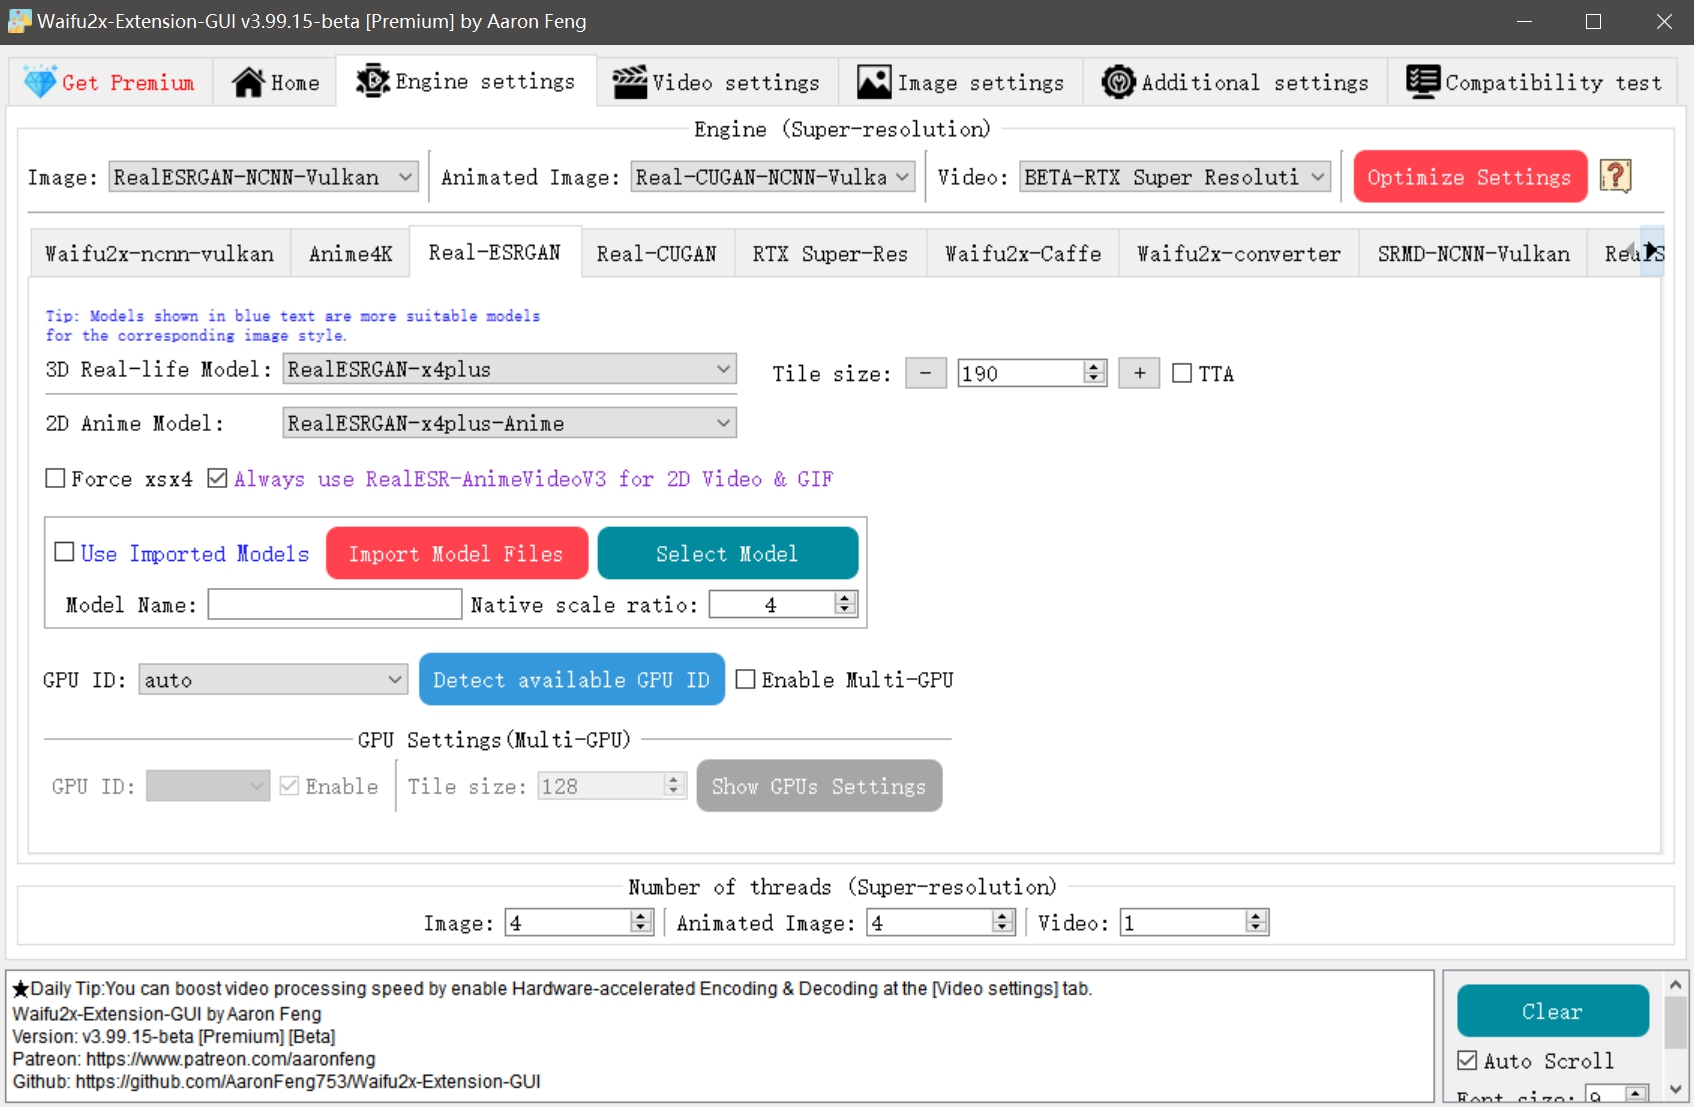 Waifu2x-Extension-GUI v3.99.15-beta [Premium] by Aaron Feng
Get Premium Home Engine settings Video settings Image settings Additional settings Compatibility test
Engine (Super-resolution)
Image: RealESRGAN-NCNN-Vulkan Animated Image: Real-CUGAN-NCNN-Vulka Video: BETA-RTX Super Resoluti Optimize Settings
Waifu2x-ncnn-vulkan Anime4K Real-ESRGAN Real-CUGAN RTX Super-Res Waifu2x-Caffe Waifu2x-converter SRMD-NCNN-Vulkan
Tip: Models shown in blue text are more suitable models
for the corresponding image style.
3D Real-life Model: RealESRGAN-x4plus Tile size: - 190 + TTA
2D Anime Model: RealESRGAN-x4plus-Anime
Force xsx4 Always use RealESR-AnimeVideoV3 for 2D Video & GIF
Use Imported Models Import Model Files Select Model
Model Name: Native scale ratio: 4
GPU ID: auto Detect available GPU ID Enable Multi-GPU
GPU Settings(Multi-GPU)
GPU ID: Enable Tile size: 128 Show GPUs Settings
Number of threads (Super-resolution)
Image: 4 Animated Image: 4 Video: 1
★Daily Tip:You can boost video processing speed by enable Hardware-accelerated Encoding & Decoding at the [Video settings] tab.
Waifu2x-Extension-GUI by Aaron Feng
Version: v3.99.15-beta [Premium] [Beta]
Patreon: https://www.patreon.com/aaronfeng
Github: https://github.com/AaronFeng753/Waifu2x-Extension-GUI
Clear
Auto Scroll
Font size: 9